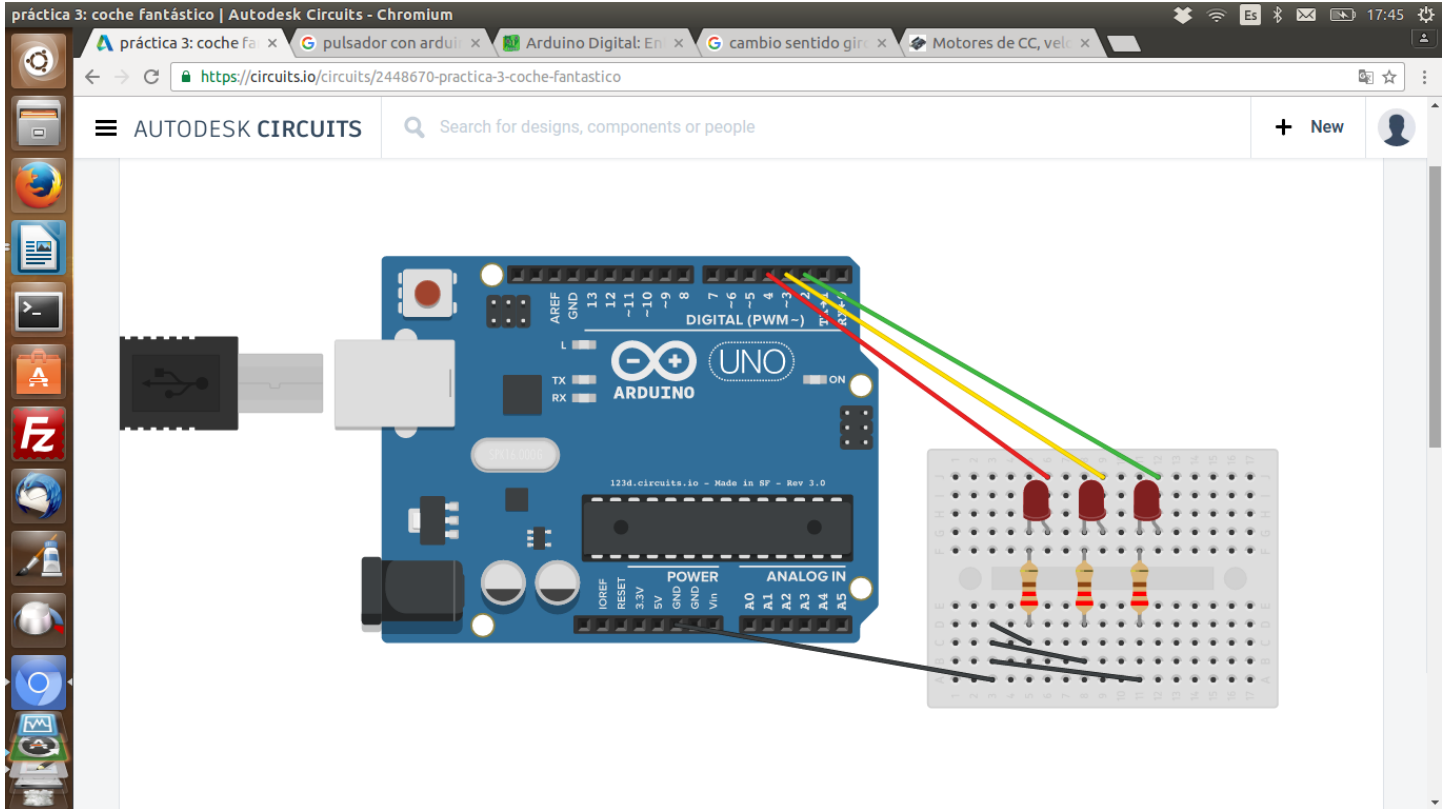 práctica 3: coche fantástico | Autodesk Circuits - Chromium
Es
17:45
práctica 3: coche fa
pulsador con arduin
Arduino Digital: En
cambio sentido giro
Motores de CC, velo
https://circuits.io/circuits/2448670-practica-3-coche-fantastico
AUTODESK CIRCUITS
Search for designs, components or people
+ New
AREF
GND
13
12
~11
~10
~9
8
7
~6
~5
4
~3
2
DIGITAL (PWM~)
L
TX
RX
UNO
ARDUINO
ON
123d.circuits.io - Made in SF - Rev 3.0
POWER
ANALOG IN
IOREF
RESET
3.3V
5V
GND
GND
Vin
A0
A1
A2
A3
A4
A5